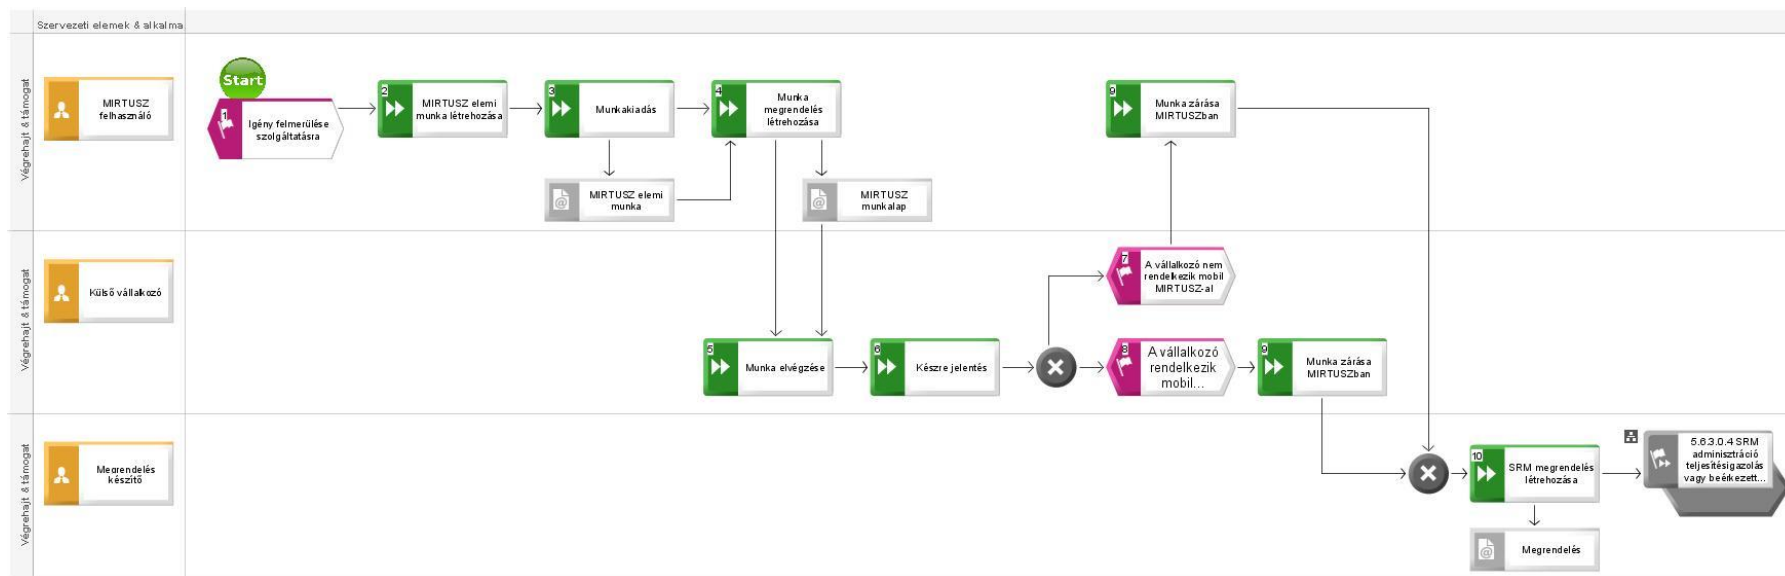 Szervezeti elemek & alkalma
Végrehajt & támogat
MIRTUSZ
felhasználó
Start
1
Igény felmerülése
szolgáltatásra
2
MIRTUSZ elemi
munka létrehozása
3
Munkakiadás
4
Munka
megrendelés
létrehozása
9
Munka zárása
MIRTUSZban
MIRTUSZ elemi
munka
MIRTUSZ
munkalap
Végrehajt & támogat
Külső vállalkozó
7
A vállalkozó nem
rendelkezik mobil
MIRTUSZ-al
5
Munka elvégzése
6
Készre jelentés
8
A vállalkozó
rendelkezik
mobil...
9
Munka zárása
MIRTUSZban
Végrehajt & támogat
Megrendelés
készítő
10
SRM megrendelés
létrehozása
5.6.3.0.4 SRM
adminisztráció
teljesítésigazolás
vagy beérkezett...
Megrendelés